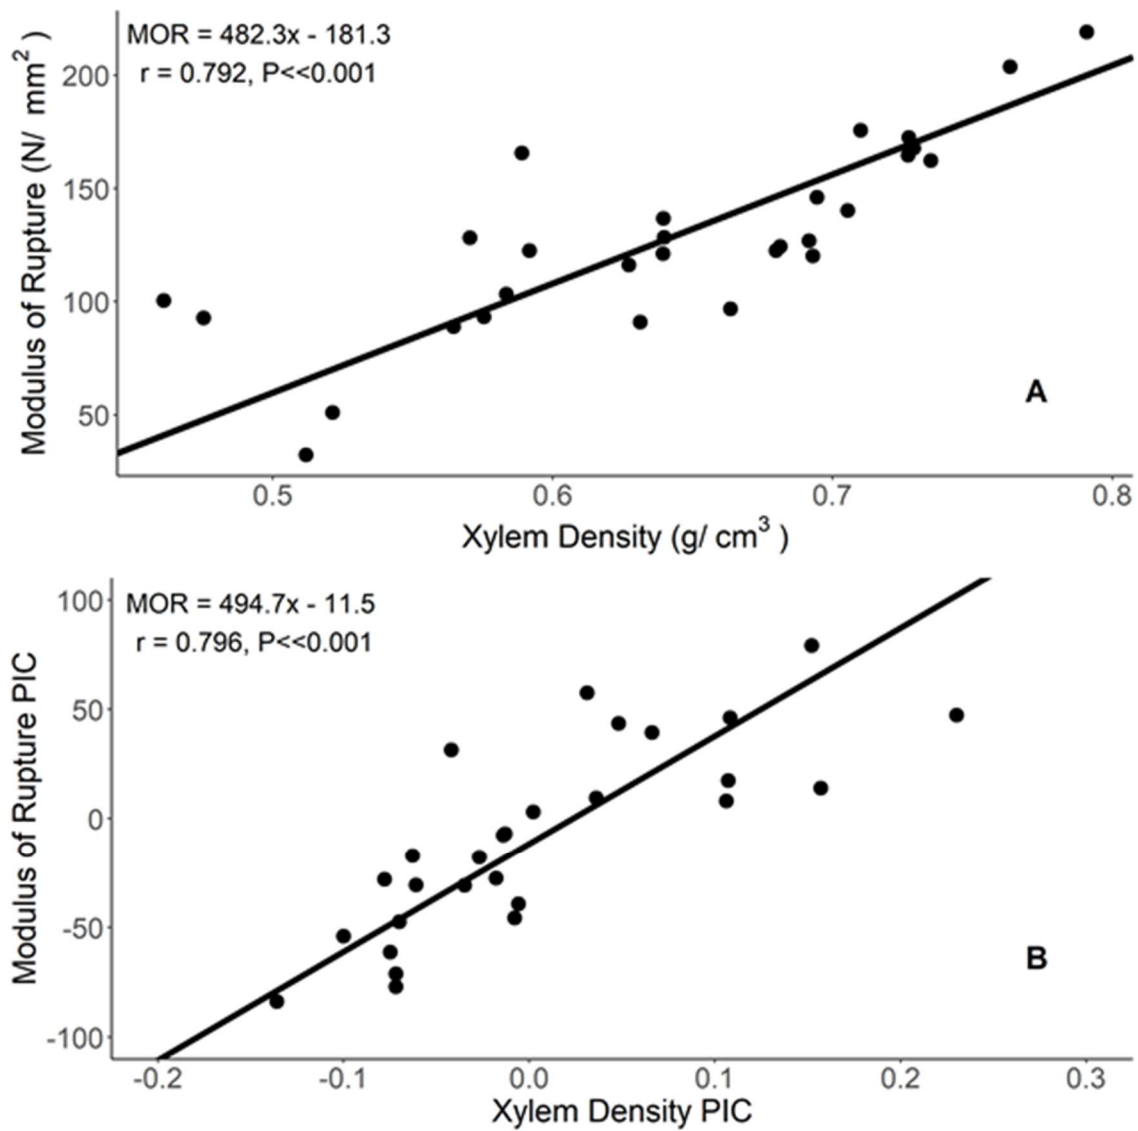 MOR = 482.3x - 181.3
r = 0.792, P<<0.001
Modulus of Rupture (N/ mm²)
200
150
100
50
A
0.5 0.6 0.7 0.8
Xylem Density (g/ cm³ )
MOR = 494.7x - 11.5
r = 0.796, P<<0.001
Modulus of Rupture PIC
100
50
0
-50
-100
B
-0.2 -0.1 0.0 0.1 0.2 0.3
Xylem Density PIC